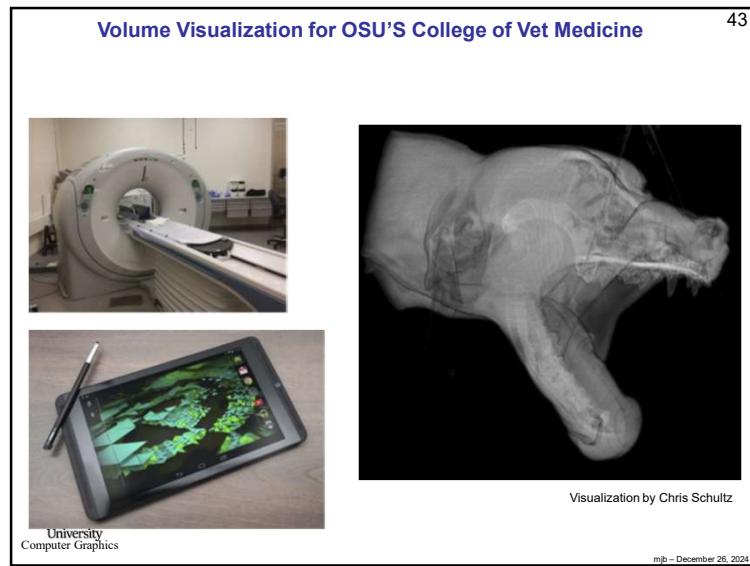 Volume Visualization for OSU'S College of Vet Medicine
43
Visualization by Chris Schultz
University
Computer Graphics
mjb – December 26, 2024